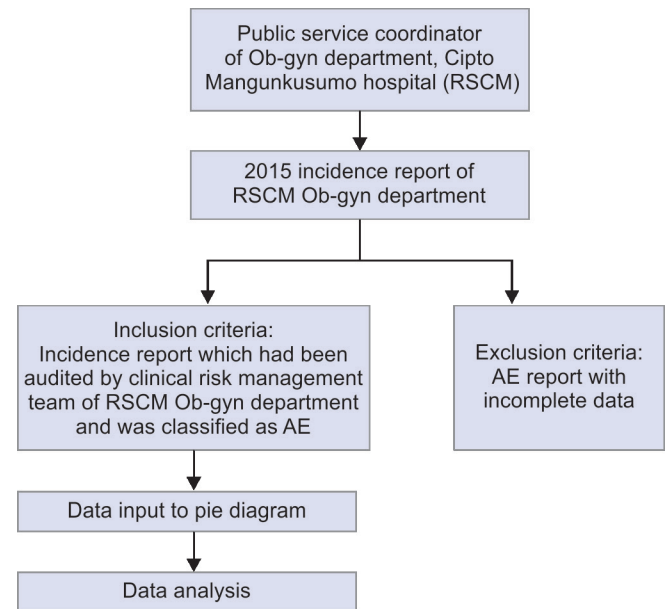 Public service coordinator
of Ob-gyn department, Cipto
Mangunkusumo hospital (RSCM)
2015 incidence report of
RSCM Ob-gyn department
Inclusion criteria:
Incidence report which had been
audited by clinical risk management
team of RSCM Ob-gyn department
and was classified as AE
Exclusion criteria:
AE report with
incomplete data
Data input to pie diagram
Data analysis